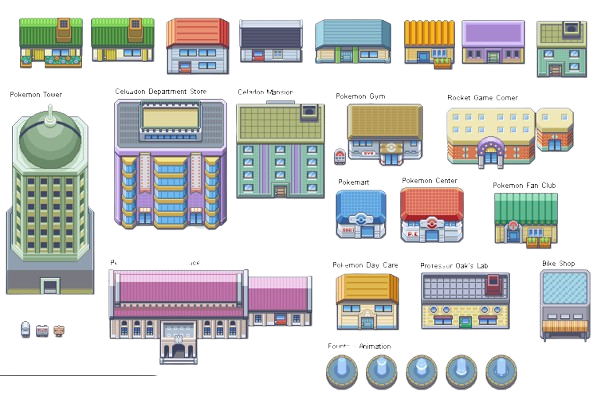 Pokemon Tower
Celadon Department Store
Celadon Mansion
Pokemon Gym
Rocket Game Corner
Pokemart
Pokemon Center
Pokemon Fan Club
Pokemon Day Care
Professor Oak's Lab
Bike Shop
Animation